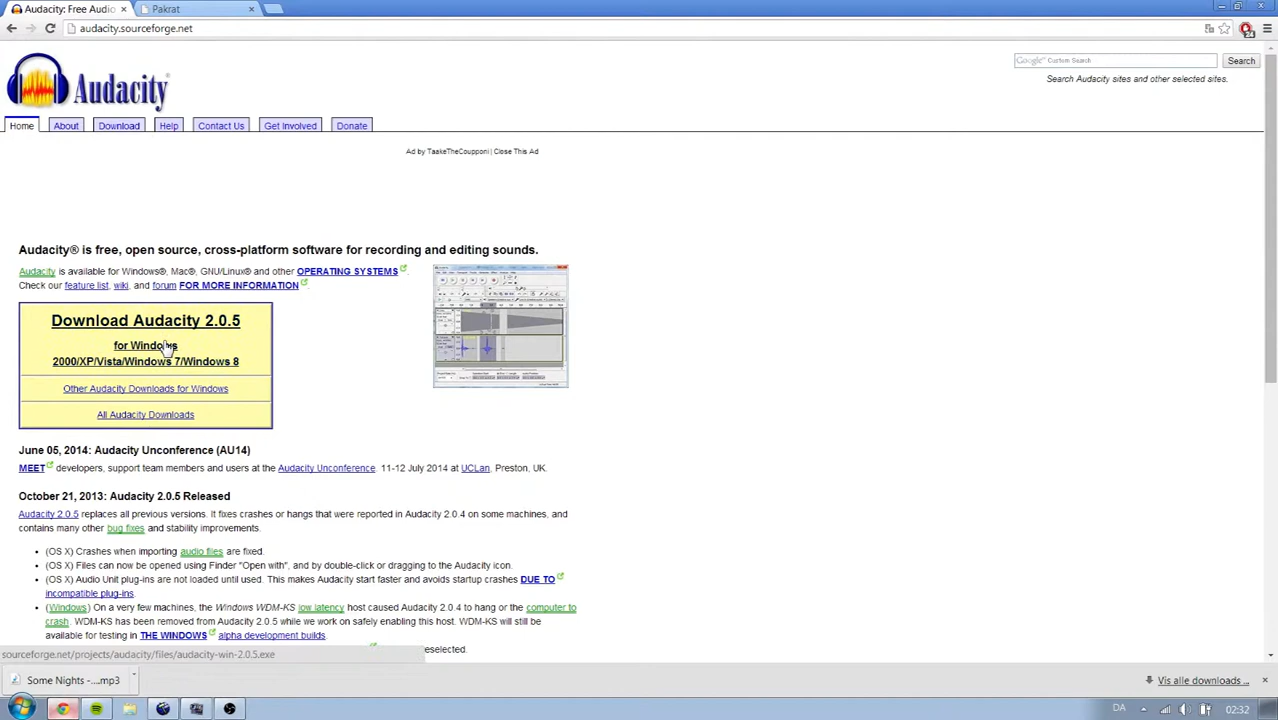 Audacity: Free Audio
Pakrat
audacity.sourceforge.net
Audacity®
Google™ Custom Search
Search
Search Audacity sites and other selected sites.
Home
About
Download
Help
Contact Us
Get Involved
Donate
Ad by TaakeTheCoupponi | Close This Ad
Audacity® is free, open source, cross-platform software for recording and editing sounds.
Audacity is available for Windows®, Mac®, GNU/Linux® and other OPERATING SYSTEMS
Check our feature list, wiki, and forum FOR MORE INFORMATION.
Download Audacity 2.0.5
for Windows
2000/XP/Vista/Windows 7/Windows 8
Other Audacity Downloads for Windows
All Audacity Downloads
June 05, 2014: Audacity Unconference (AU14)
MEET developers, support team members and users at the Audacity Unconference. 11-12 July 2014 at UCLan, Preston, UK.
October 21, 2013: Audacity 2.0.5 Released
Audacity 2.0.5 replaces all previous versions. It fixes crashes or hangs that were reported in Audacity 2.0.4 on some machines, and
contains many other bug fixes and stability improvements.
• (OS X) Crashes when importing audio files are fixed.
• (OS X) Files can now be opened using Finder "Open with", and by double-click or dragging to the Audacity icon.
• (OS X) Audio Unit plug-ins are not loaded until used. This makes Audacity start faster and avoids startup crashes DUE TO
incompatible plug-ins.
• (Windows) On a very few machines, the Windows WDM-KS low latency host caused Audacity 2.0.4 to hang or the computer to
crash. WDM-KS has been removed from Audacity 2.0.5 while we work on safely enabling this host. WDM-KS will still be
available for testing in THE WINDOWS alpha development builds.
sourceforge.net/projects/audacity/files/audacity-win-2.0.5.exe
reselected.
Some Nights -....mp3
Vis alle downloads ...
DA
02:32